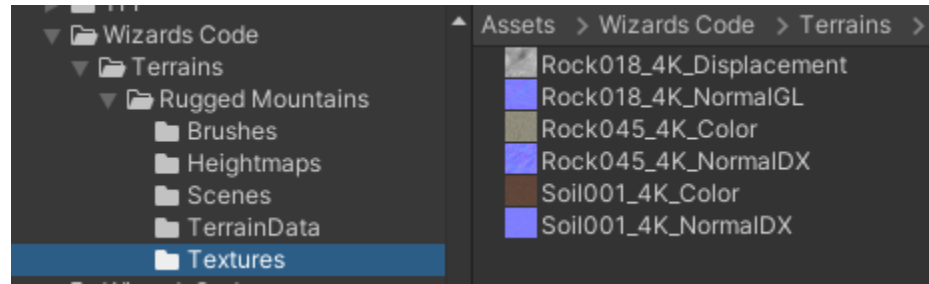 Wizards Code
Terrains
Rugged Mountains
Brushes
Heightmaps
Scenes
TerrainData
Textures
Assets > Wizards Code > Terrains >
Rock018_4K_Displacement
Rock018_4K_NormalGL
Rock045_4K_Color
Rock045_4K_NormalDX
Soil001_4K_Color
Soil001_4K_NormalDX